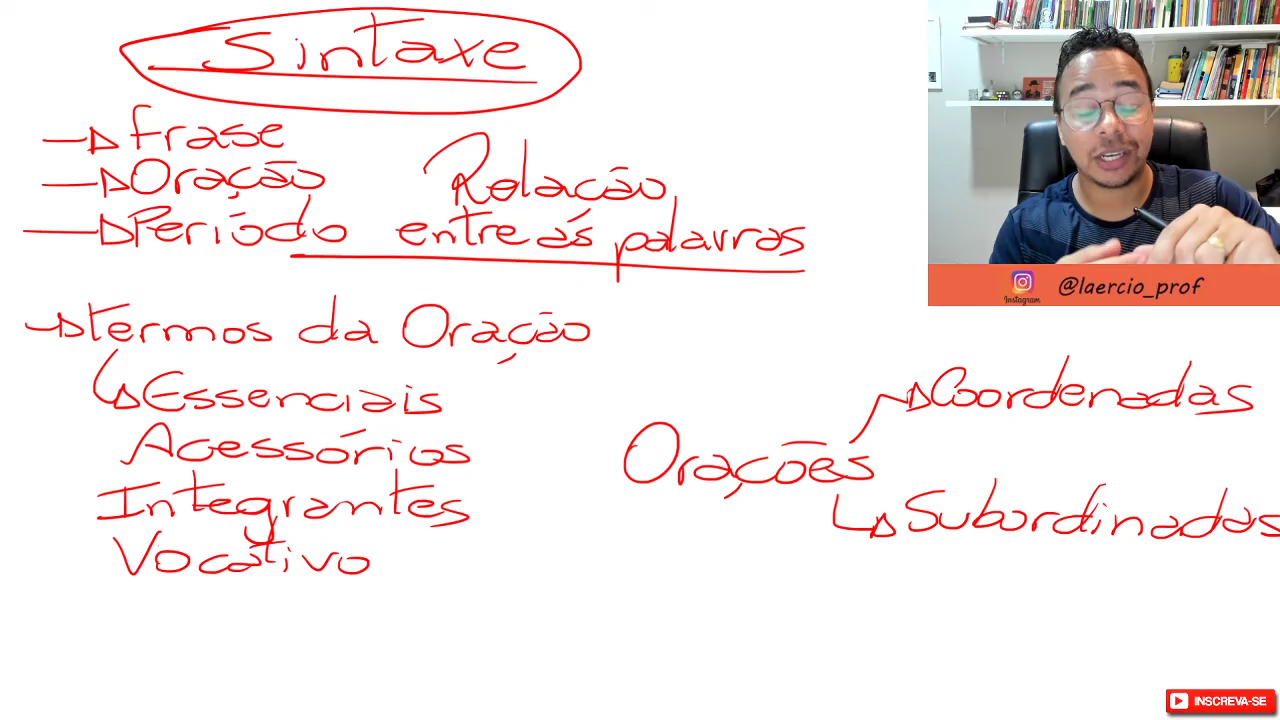 Sintaxe
frase
Oração
Período
Relação
entre as palavras
termos da Oração
Essenciais
Acessórios
Integrantes
Vocativo
Orações
Coordenadas
Subordinadas
Instagram
@laercio_prof
INSCREVA-SE